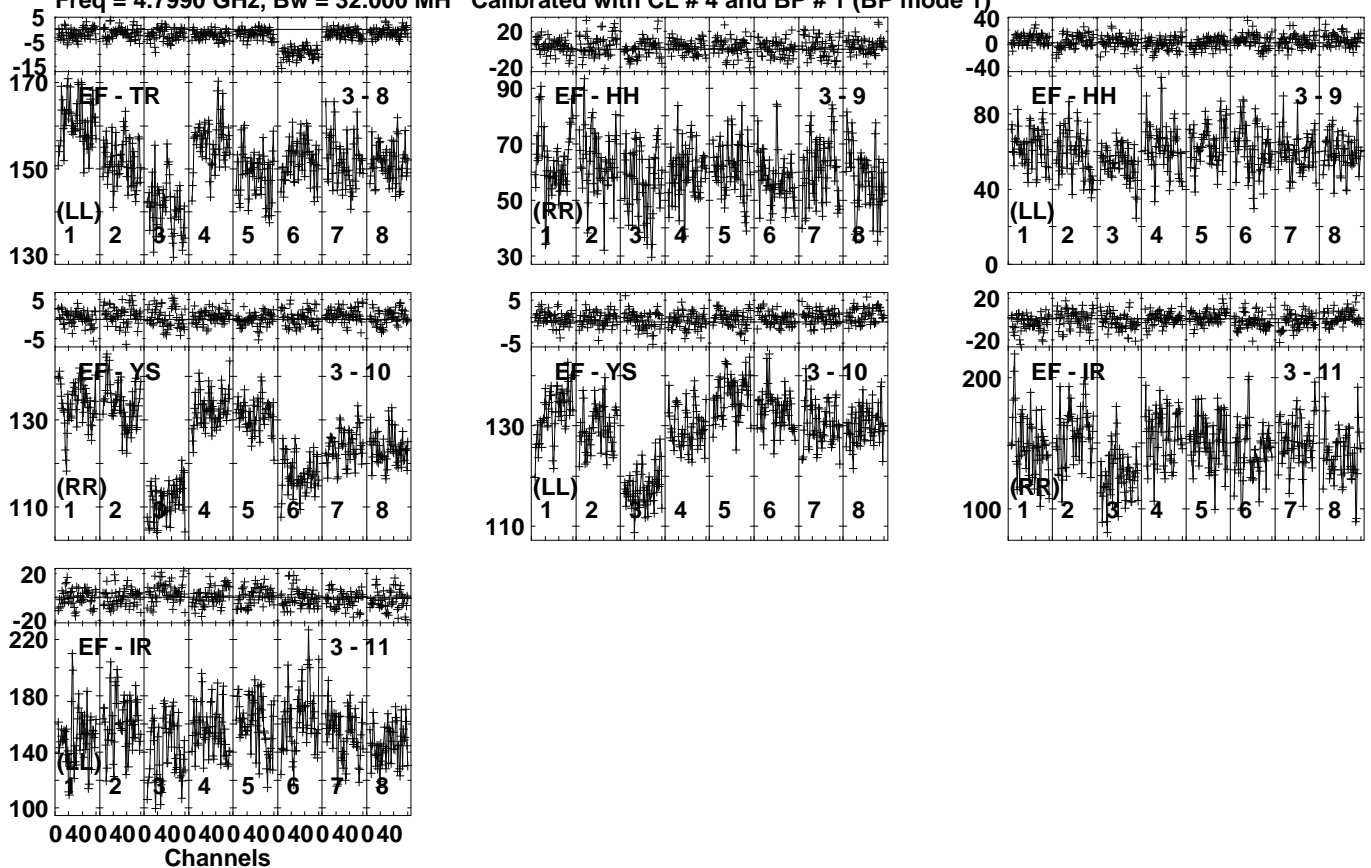 Freq = 4.7990 GHz, Bw = 32.000 MH Calibrated with CL # 4 and BP # 1 (BP mode 1)
5
-5
-15
170
150
130
EF - TR 3 - 8
(LL)
1 2 3 4 5 6 7 8
20
-20
90
70
50
30
EF - HH 3 - 9
(RR)
1 2 3 4 5 6 7 8
40
0
-40
80
40
0
EF - HH 3 - 9
(LL)
1 2 3 4 5 6 7 8
5
-5
130
110
EF - YS 3 - 10
(RR)
1 2 3 4 5 6 7 8
5
-5
130
110
EF - YS 3 - 10
(LL)
1 2 3 4 5 6 7 8
20
-20
200
100
EF - IR 3 - 11
(RR)
1 2 3 4 5 6 7 8
20
-20
220
180
140
100
EF - IR 3 - 11
(LL)
1 2 3 4 5 6 7 8
0 40 0 40 0 40 0 40 0 40 0 40 0 40 0 40
Channels